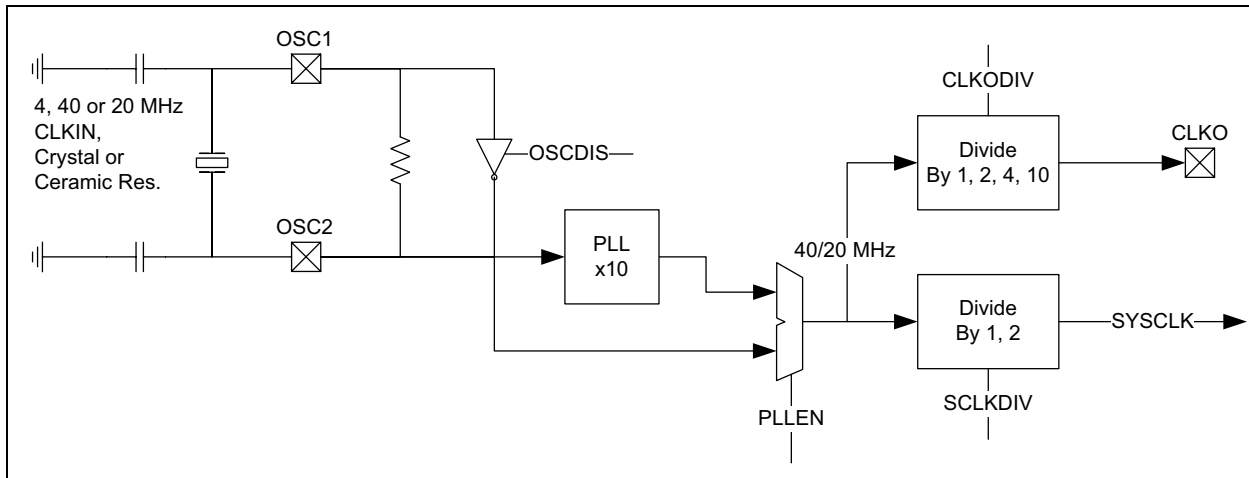 OSC1
4, 40 or 20 MHz
CLKIN,
Crystal or
Ceramic Res.
OSCDIS
OSC2
PLL
x10
PLLEN
40/20 MHz
CLKODIV
Divide
By 1, 2, 4, 10
CLKO
Divide
By 1, 2
SYSCLK
SCLKDIV